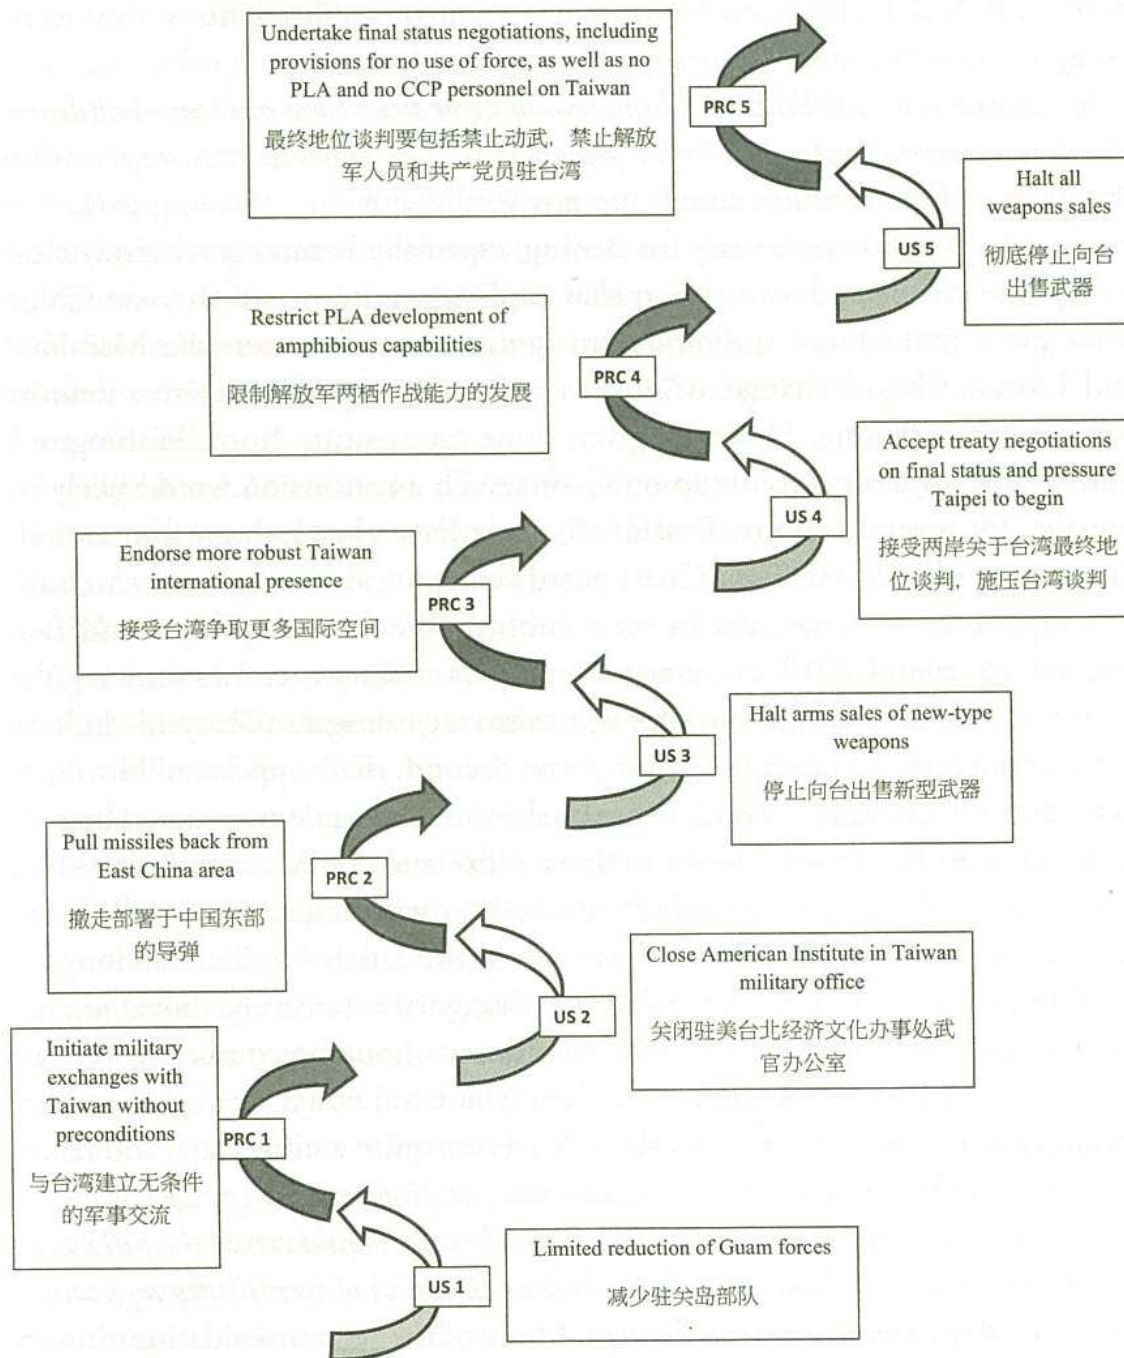 Undertake final status negotiations, including
provisions for no use of force, as well as no
PLA and no CCP personnel on Taiwan
最终地位谈判要包括禁止动武，禁止解放
军人员和共产党员驻台湾
PRC 5
Halt all
weapons sales
彻底停止向台
出售武器
US 5
Restrict PLA development of
amphibious capabilities
限制解放军两栖作战能力的发展
PRC 4
Accept treaty negotiations
on final status and pressure
Taipei to begin
接受两岸关于台湾最终地
位谈判，施压台湾谈判
US 4
Endorse more robust Taiwan
international presence
接受台湾争取更多国际空间
PRC 3
Halt arms sales of new-type
weapons
停止向台出售新型武器
US 3
Pull missiles back from
East China area
撤走部署于中国东部
的导弹
PRC 2
Close American Institute in Taiwan
military office
关闭驻美台北经济文化办事处武
官办公室
US 2
Initiate military
exchanges with
Taiwan without
preconditions
与台湾建立无条件
的军事交流
PRC 1
Limited reduction of Guam forces
减少驻关岛部队
US 1